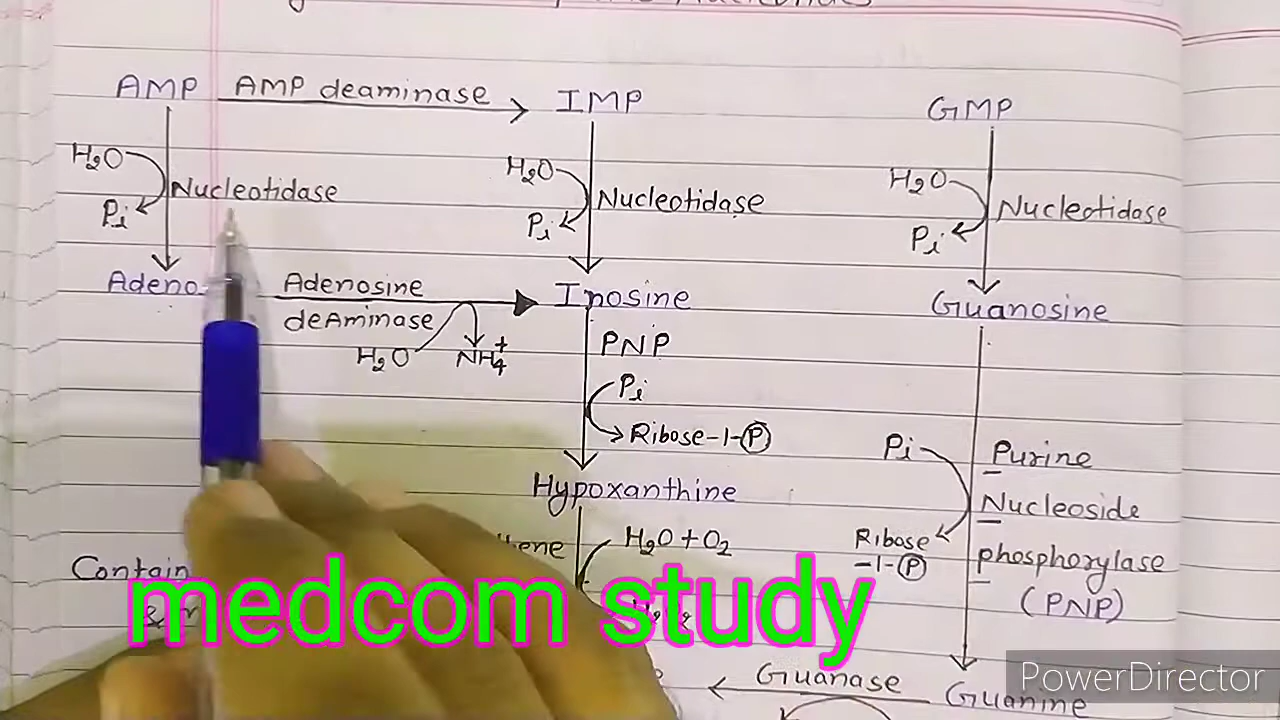 AMP AMP deaminase IMP GMP
H2O Nucleotidase Pi
H2O Nucleotidase Pi
H2O Nucleotidase Pi
Adenosine deAminase Inosine Guanosine
H2O NH4+
PNP
Pi
Ribose-1-P
Hypoxanthine
H2O + O2
Pi Purine
Nucleoside
phosphorylase
(PNP)
Ribose
-1-P
medcom study
Guanase Guanine
PowerDirector